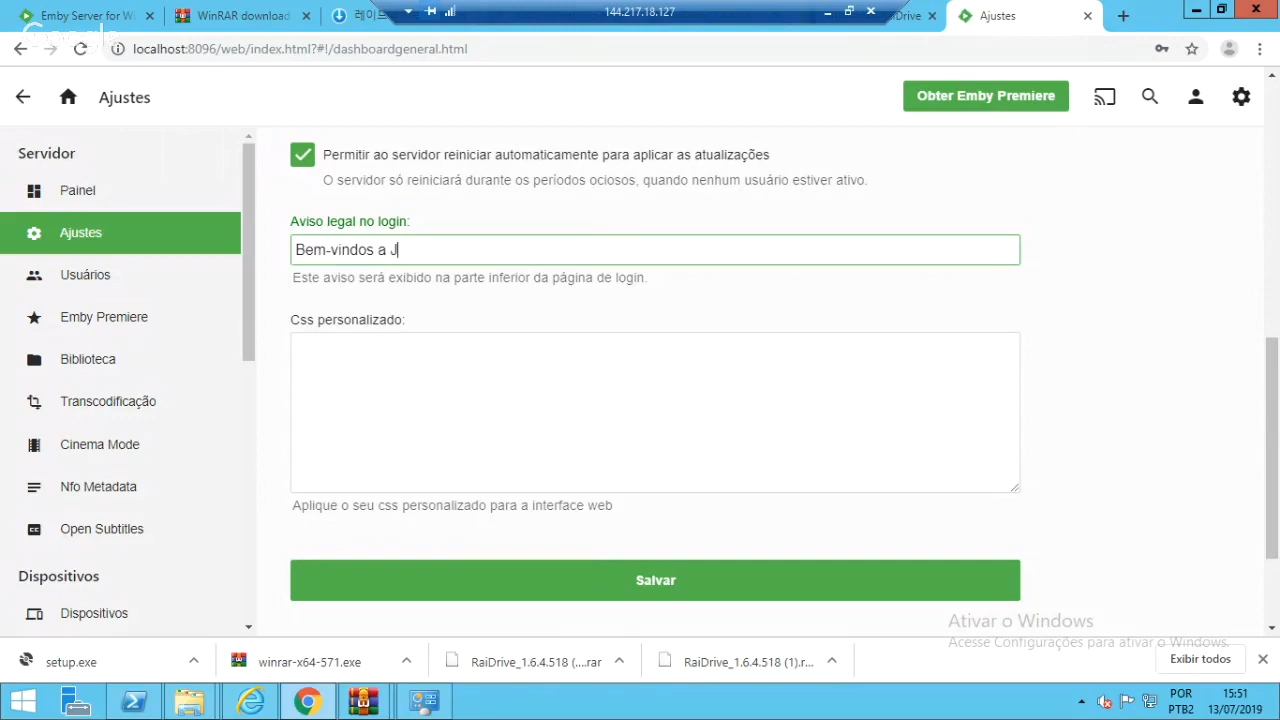 Emby Server for Wi
WinRAR download
144.217.18.127
Drive
Ajustes
localhost:8096/web/index.html?#!/dashboardgeneral.html
Ajustes
Obter Emby Premiere
Servidor
Painel
Ajustes
Usuários
Emby Premiere
Biblioteca
Transcodificação
Cinema Mode
Nfo Metadata
Open Subtitles
Dispositivos
Dispositivos
Permitir ao servidor reiniciar automaticamente para aplicar as atualizações
O servidor só reiniciará durante os períodos ociosos, quando nenhum usuário estiver ativo.
Aviso legal no login:
Bem-vindos a J
Este aviso será exibido na parte inferior da página de login.
Css personalizado:
Aplique o seu css personalizado para a interface web
Salvar
Ativar o Windows
Acesse Configurações para ativar o Windows.
setup.exe
winrar-x64-571.exe
RaiDrive_1.6.4.518 (....rar
RaiDrive_1.6.4.518 (1).r...
Exibir todos
POR
PTB2
15:51
13/07/2019